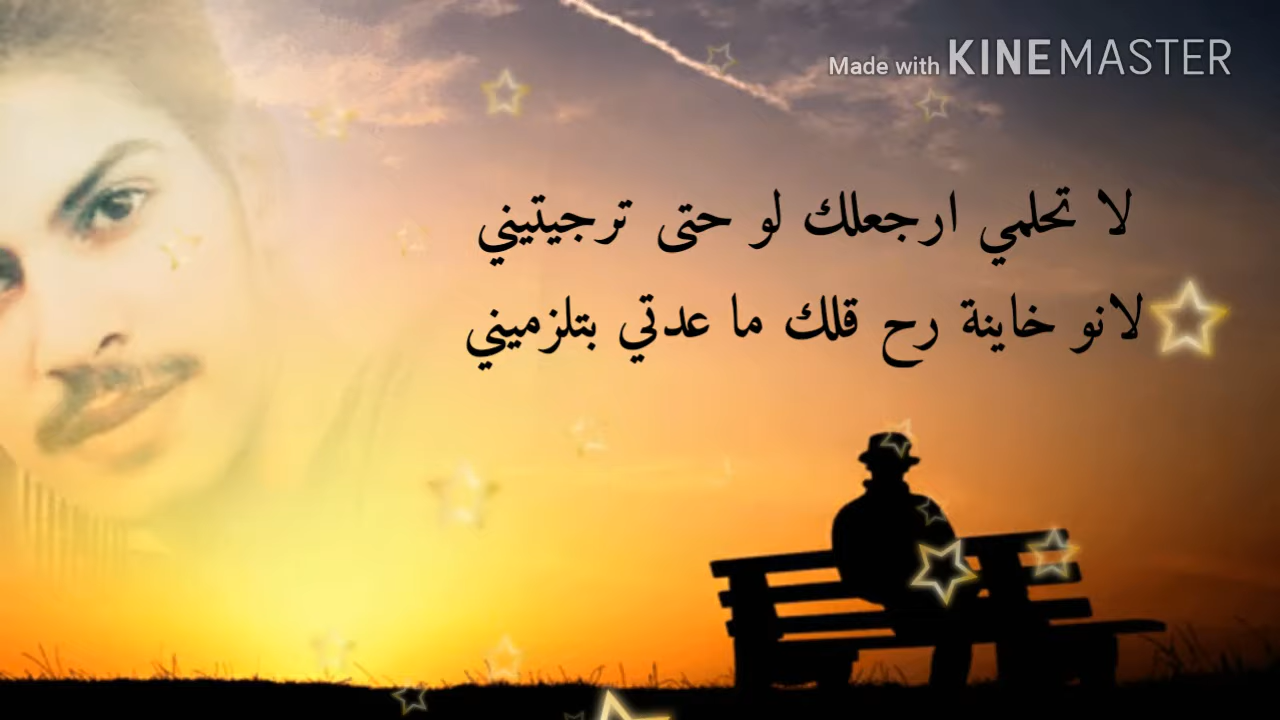 Made with KINEMASTER
لا تحلمي ارجعلك لو حتى ترجيتيني
لانو خاينة رح قلك ما عدتي بتلزميني